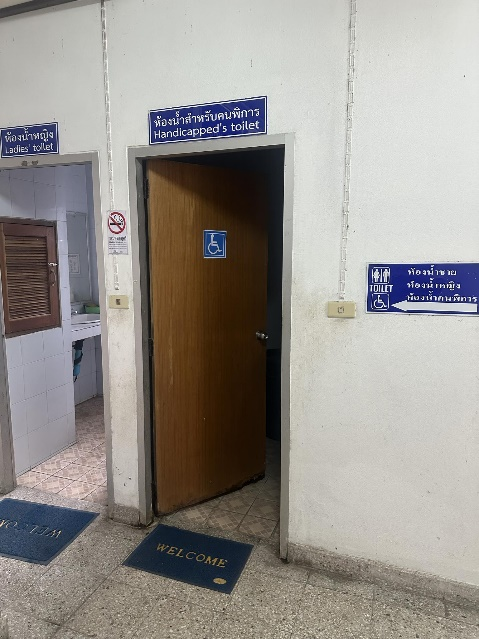 ห้องน้ำหญิง
Ladies' toilet
ห้องน้ำสำหรับคนพิการ
Handicapped's toilet
TOILET
ห้องน้ำชาย
ห้องน้ำหญิง
ห้องน้ำคนพิการ
WELCOME
WELCOME